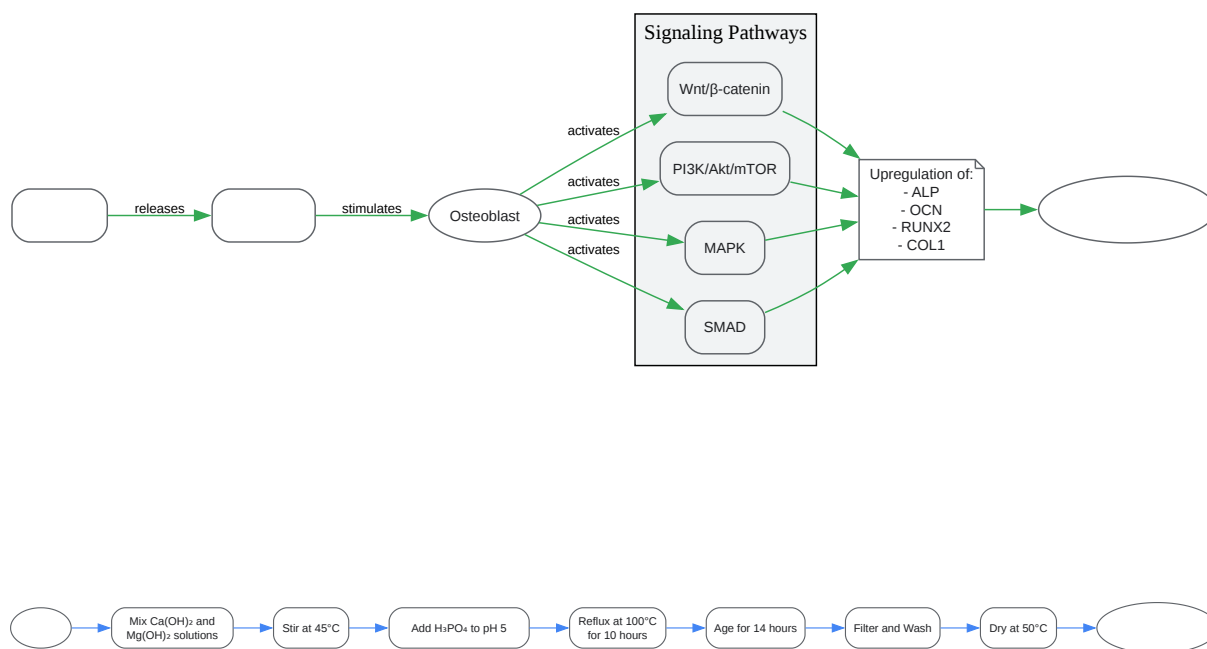 Signaling Pathways
Wnt/β-catenin
activates
PI3K/Akt/mTOR
Upregulation of:
- ALP
- OCN
- RUNX2
- COL1
activates
releases
stimulates
Osteoblast
activates
MAPK
activates
SMAD
Mix Ca(OH)₂ and
Mg(OH)₂ solutions
Stir at 45°C
Add H₃PO₄ to pH 5
Reflux at 100°C
for 10 hours
Age for 14 hours
Filter and Wash
Dry at 50°C